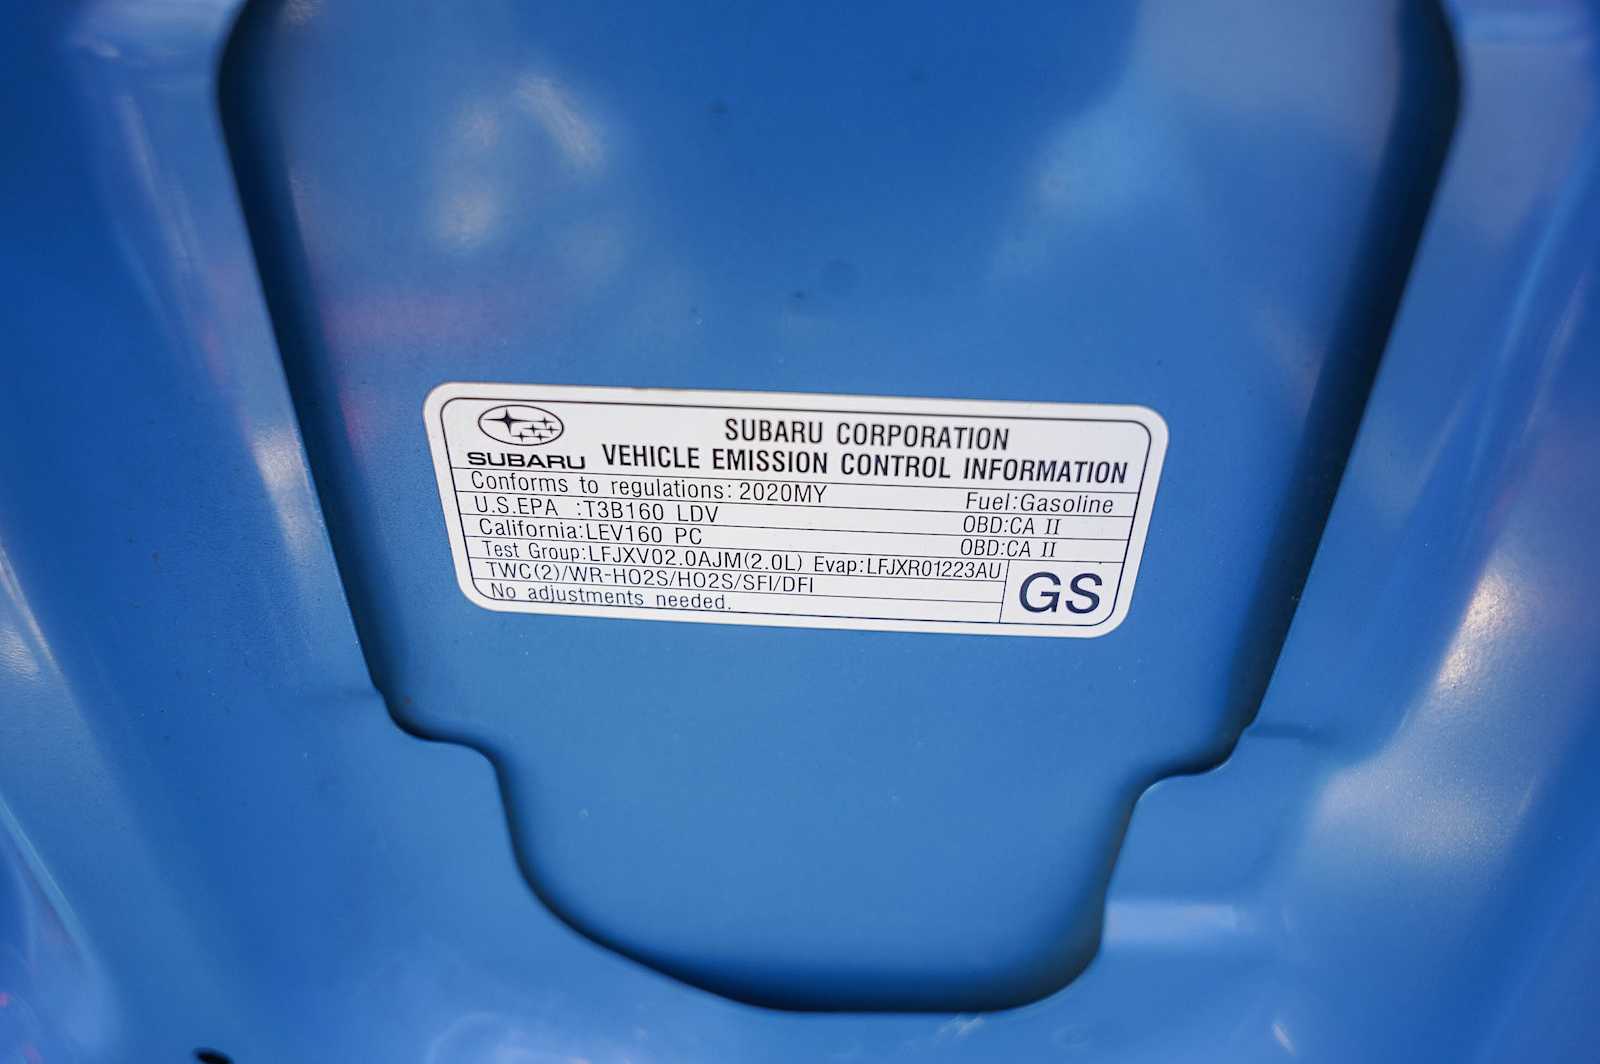 SUBARU
SUBARU CORPORATION
VEHICLE EMISSION CONTROL INFORMATION
Conforms to regulations: 2020MY Fuel:Gasoline
U.S.EPA :T3B160 LDV OBD:CA II
California:LEV160 PC OBD:CA II
Test Group:LFJXV02.0AJM(2.0L) Evap:LFJXR01223AU
TWC(2)/WR-HO2S/HO2S/SFI/DFI
No adjustments needed.
GS